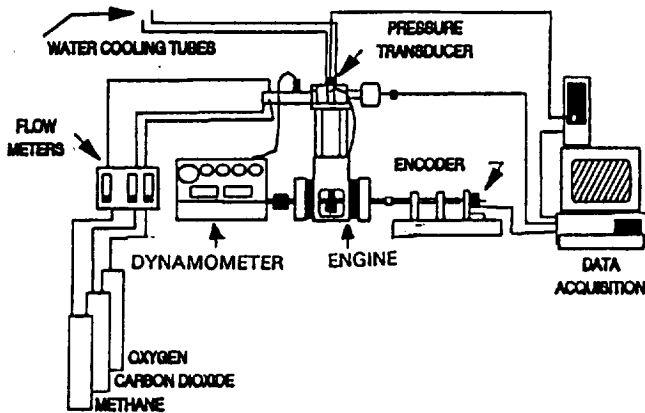 WATER COOLING TUBES
PRESSURE
TRANSDUCER
FLOW
METERS
ENCODER
DYNAMOMETER
ENGINE
DATA
ACQUISITION
OXYGEN
CARBON DIOXIDE
METHANE